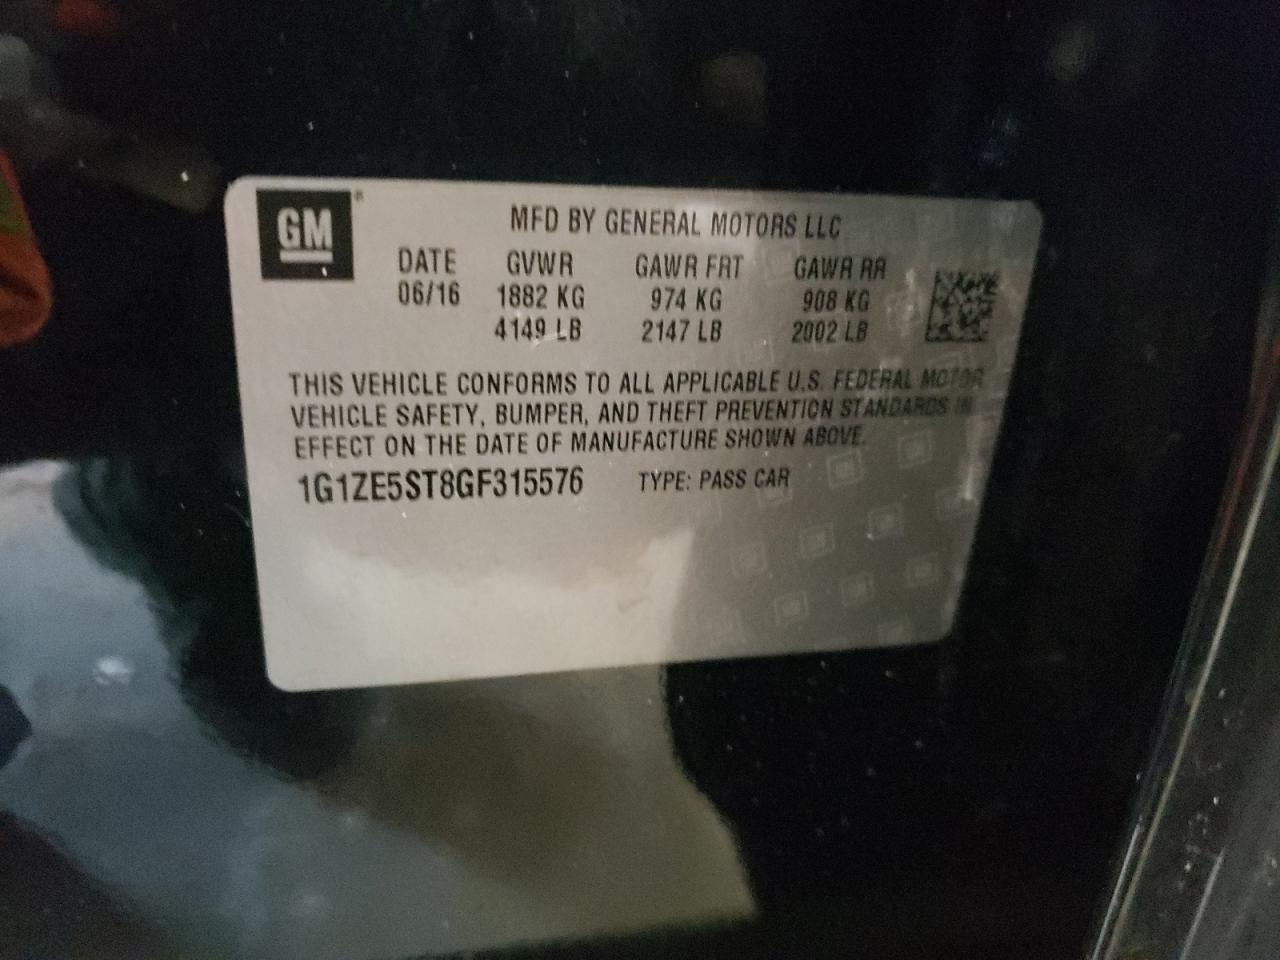 GM®
MFD BY GENERAL MOTORS LLC
DATE GVWR GAWR FRT GAWR RR
06/16 1882 KG 974 KG 908 KG
4149 LB 2147 LB 2002 LB
THIS VEHICLE CONFORMS TO ALL APPLICABLE U.S. FEDERAL MOTOR
VEHICLE SAFETY, BUMPER, AND THEFT PREVENTION STANDARDS IN
EFFECT ON THE DATE OF MANUFACTURE SHOWN ABOVE.
1G1ZE5ST8GF315576 TYPE: PASS CAR